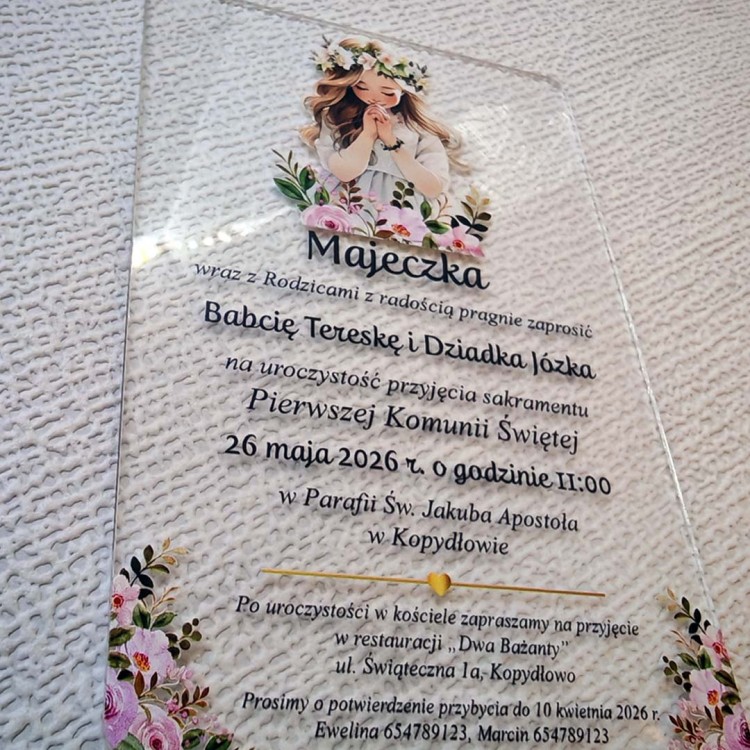 Majeczka
wraz z Rodzicami z radością pragnie zaprosić
Babcię Tereskę i Dziadka Józka
na uroczystość przyjęcia sakramentu
Pierwszej Komunii Świętej
26 maja 2026 r. o godzinie 11:00
w Parafii Św. Jakuba Apostoła
w Kopydłowie
Po uroczystości w kościele zapraszamy na przyjęcie
w restauracji „Dwa Bażanty”
ul. Świąteczna 1a, Kopydłowo
Prosimy o potwierdzenie przybycia do 10 kwietnia 2026 r.
Ewelina 654789123, Marcin 654789123